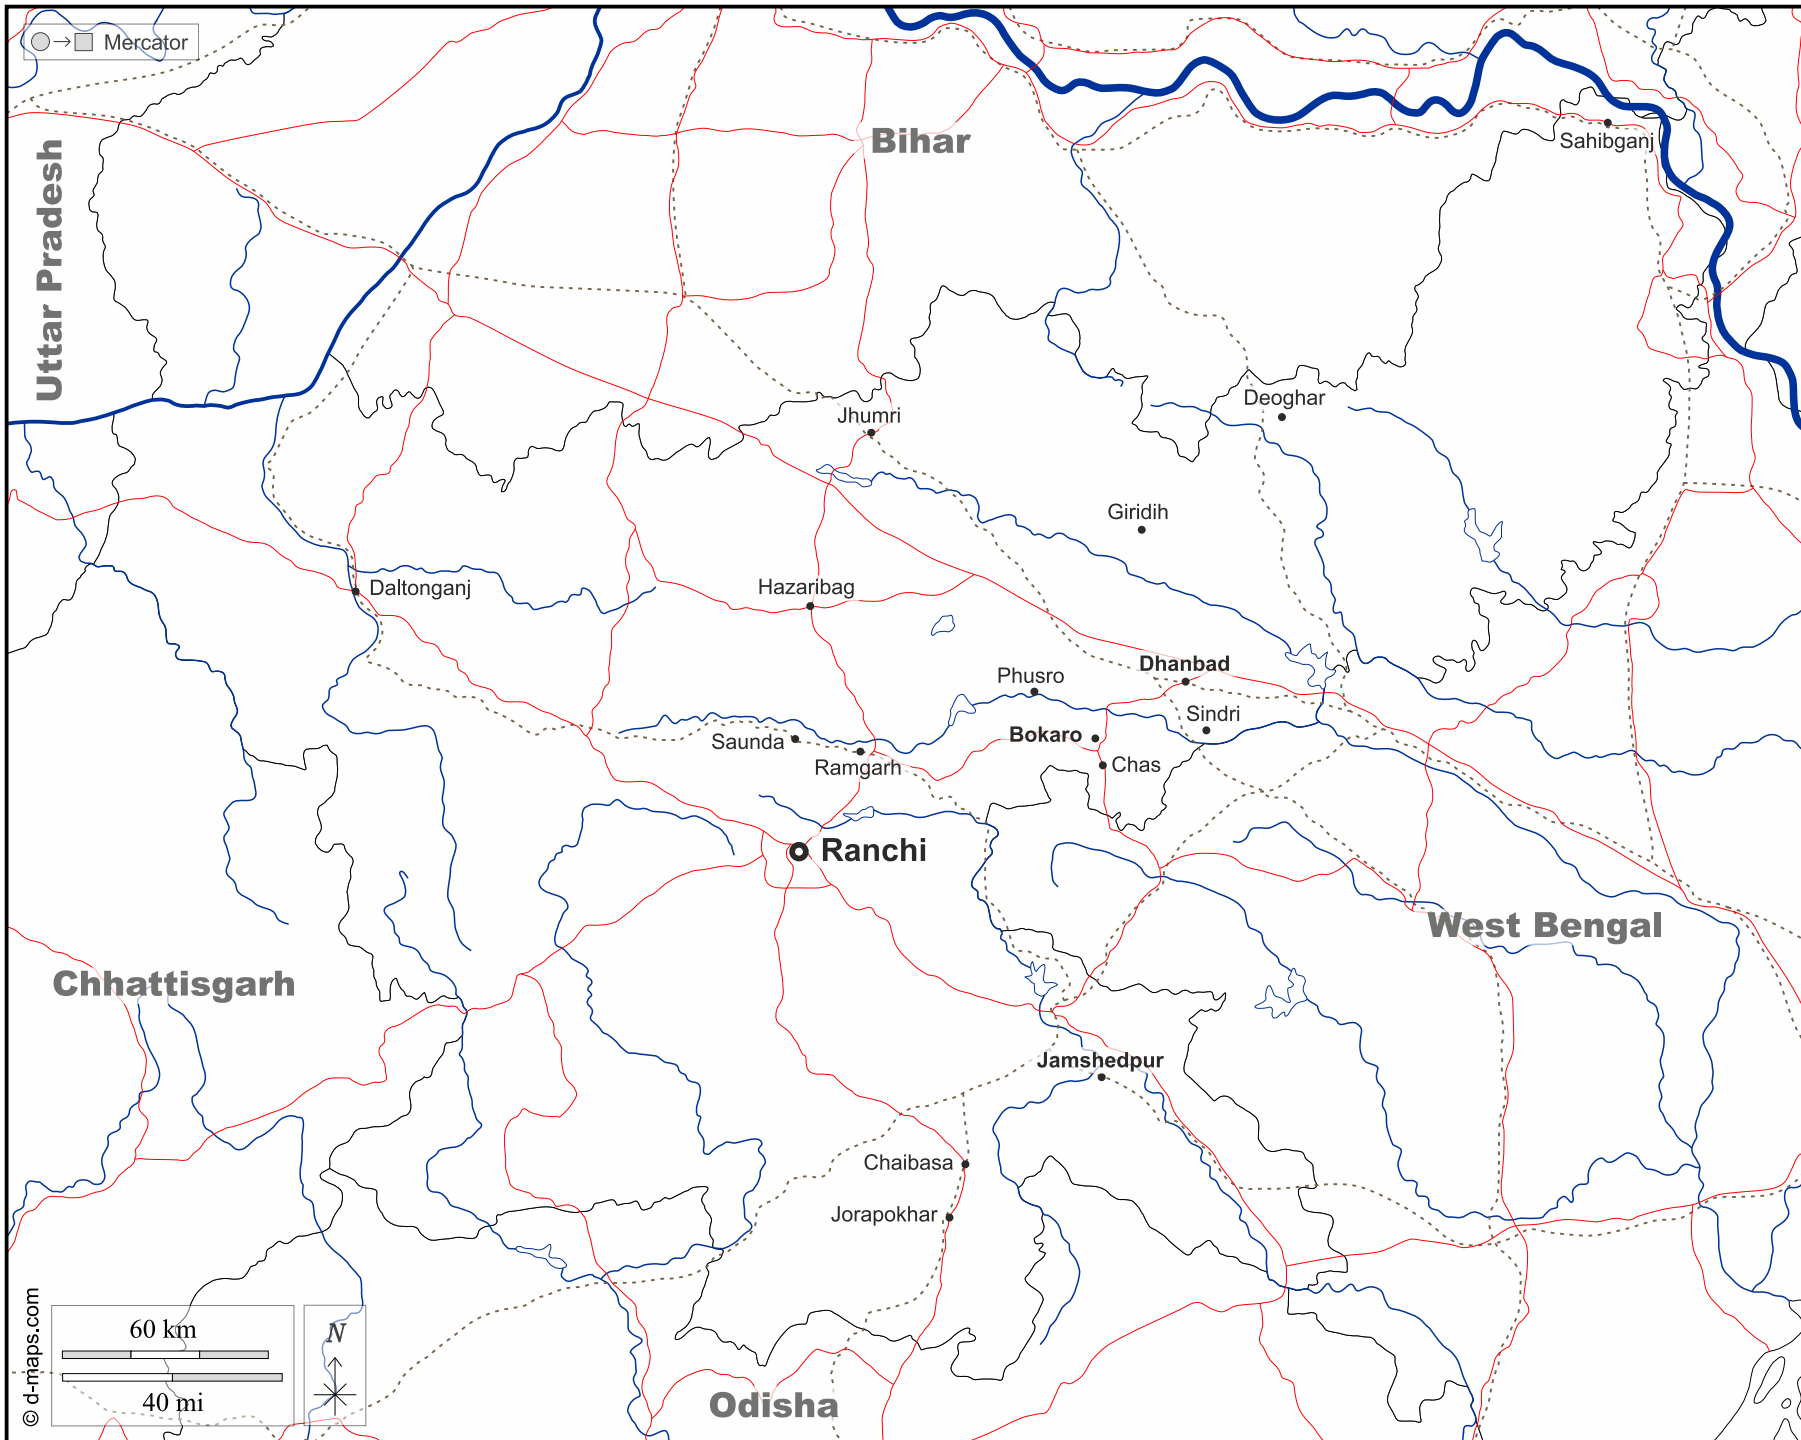 Mercator
Bihar
Sahibganj
Uttar Pradesh
Deoghar
Jhumri
Giridih
Daltonganj
Hazaribag
Dhanbad
Phusro
Sindri
Bokaro
Saunda
Ramgarh
Chas
Ranchi
West Bengal
Chhattisgarh
Jamshedpur
Chaibasa
Jorapokhar
60 km
N
40 mi
© d-maps.com
Odisha